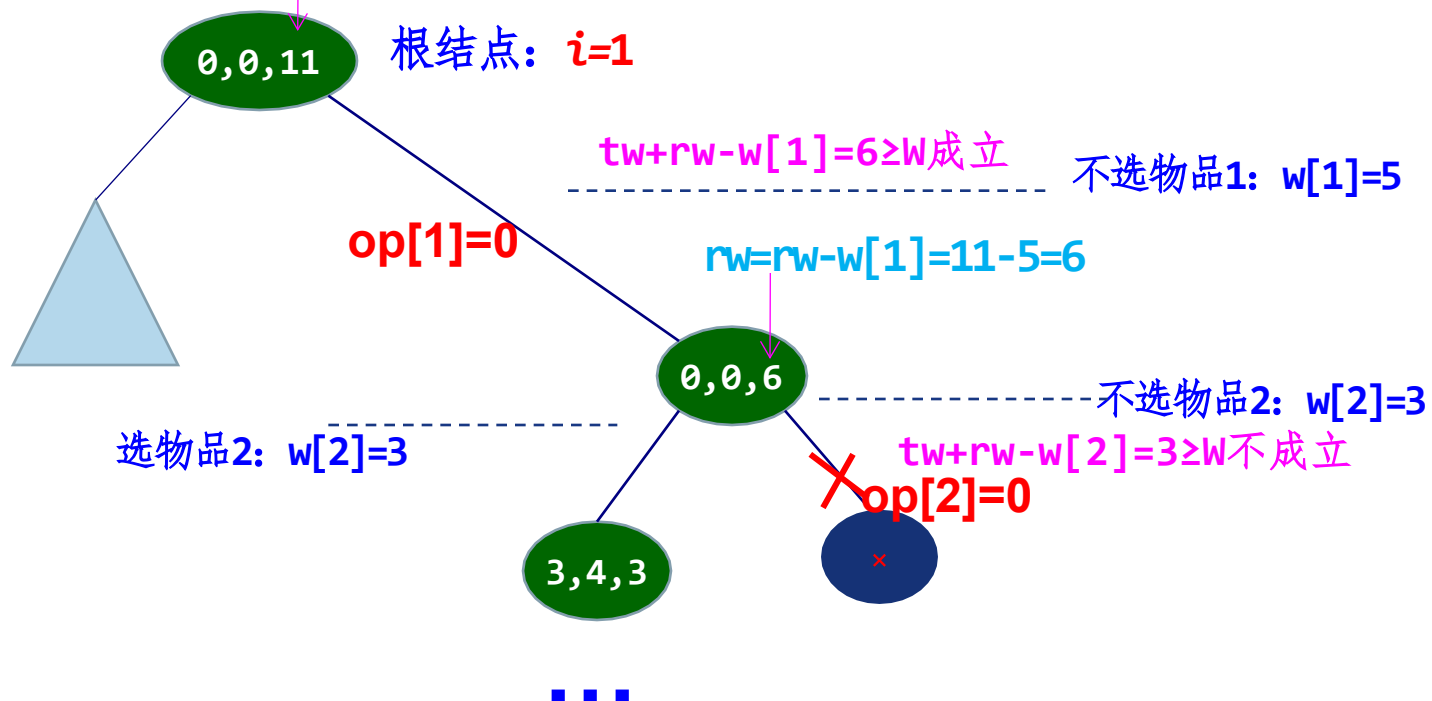 0,0,11
根结点：i=1
tw+rw-w[1]=6≥W成立
不选物品1：w[1]=5
op[1]=0
rw=rw-w[1]=11-5=6
0,0,6
不选物品2：w[2]=3
选物品2：w[2]=3
tw+rw-w[2]=3≥W不成立
op[2]=0
3,4,3
×
...